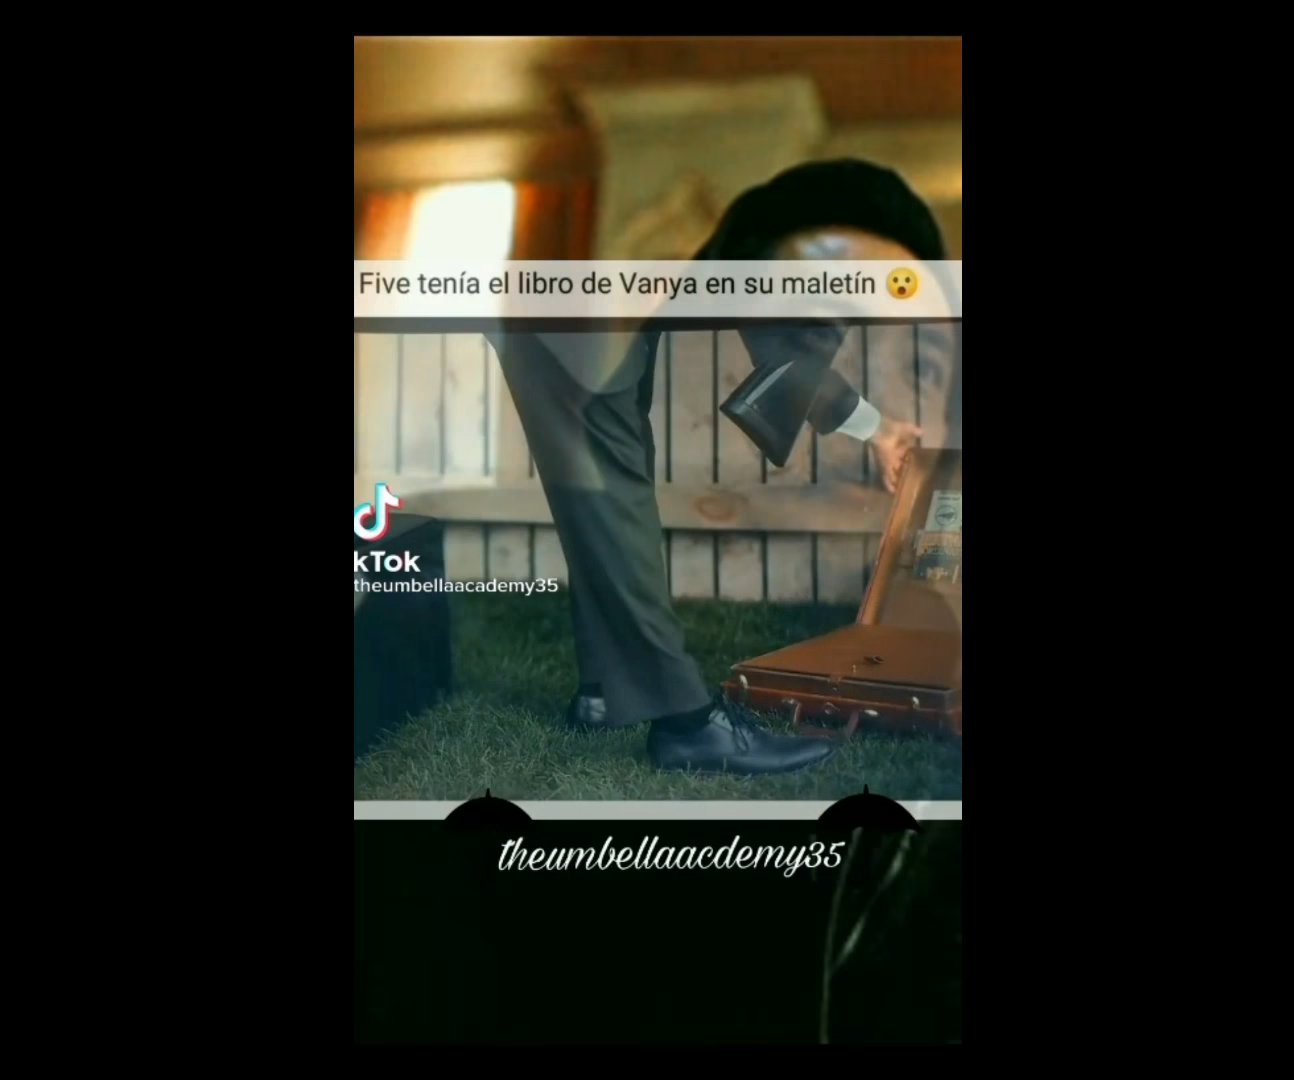 Five tenía el libro de Vanya en su maletín 😮
kTok
theumbellaacademy35
theumbellaacdemy35